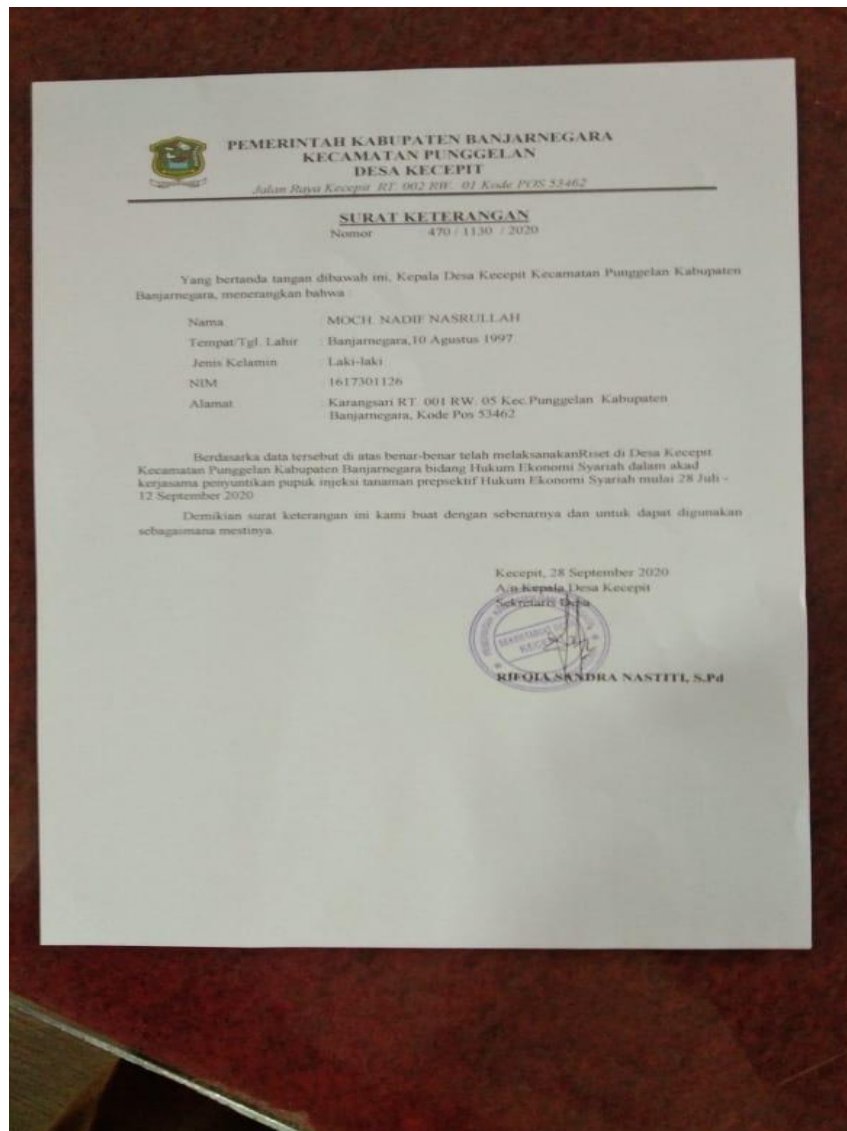 PEMERINTAH KABUPATEN BANJARNEGARA
KECAMATAN PUNGGELAN
DESA KECEPIT
Jalan Raya Kecepit RT. 002 RW. 01 Kode POS 53462
SURAT KETERANGAN
Nomor 470 / 1130 / 2020
Yang bertanda tangan dibawah ini, Kepala Desa Kecepit Kecamatan Punggelan Kabupaten
Banjarnegara, menerangkan bahwa
Nama MOCH. NADIF NASRULLAH
Tempat/Tgl. Lahir : Banjarnegara,10 Agustus 1997
Jenis Kelamin : Laki-laki
NIM : 1617301126
Alamat : Karangsari RT. 001 RW. 05 Kec.Punggelan Kabupaten
Banjarnegara, Kode Pos 53462
Berdasarka data tersebut di atas benar-benar telah melaksanakanRiset di Desa Kecepit
Kecamatan Punggelan Kabupaten Banjarnegara bidang Hukum Ekonomi Syariah dalam akad
kerjasama penyuntikan pupuk injeksi tanaman prepsektif Hukum Ekonomi Syariah mulai 28 Juli -
12 September 2020
Demikian surat keterangan ini kami buat dengan sebenarnya dan untuk dapat digunakan
sebagaimana mestinya.
Kecepit, 28 September 2020
A/n Kepala Desa Kecepit
Sekretaris Desa
RIFQIA SANDRA NASTITI, S.Pd